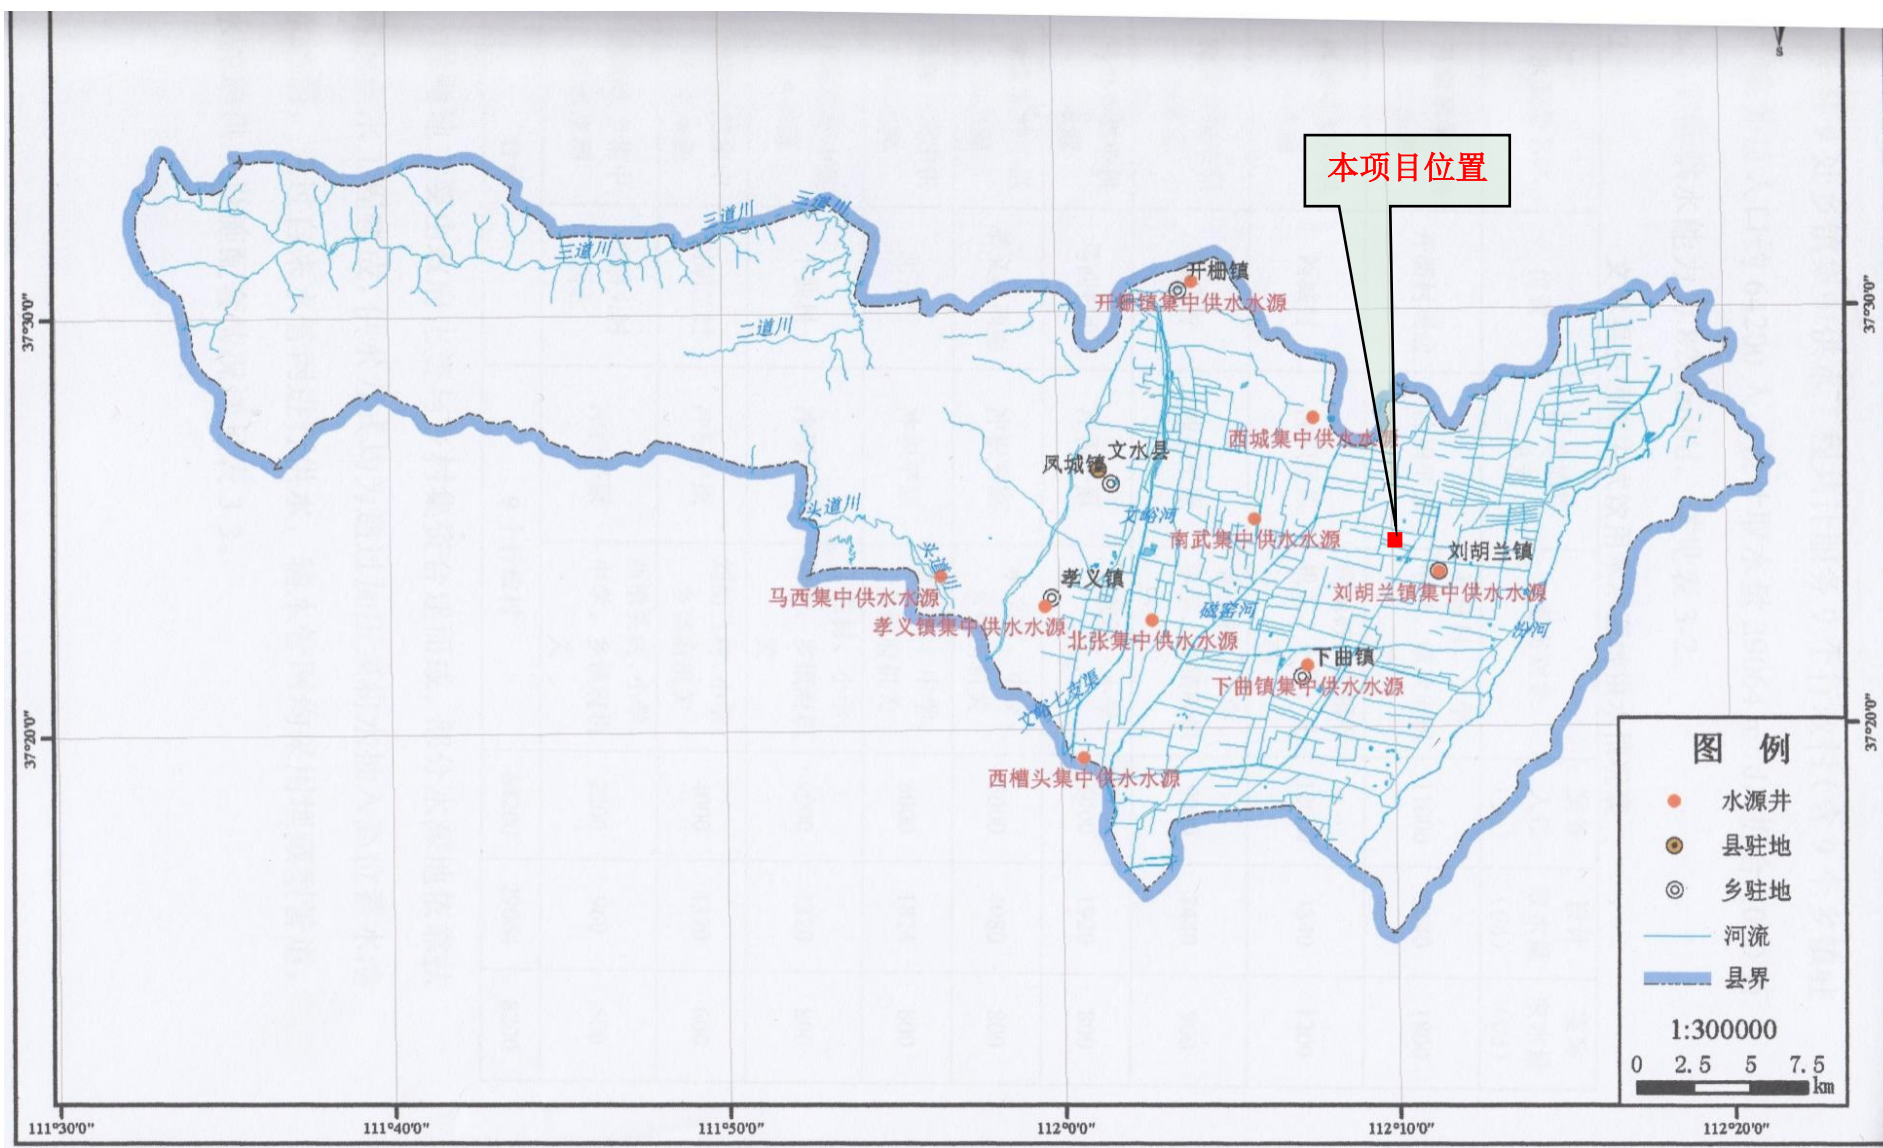 S
本项目位置
三道川
三道川
三道川
开栅镇
开栅镇集中供水水源
37°30′0″
37°30′0″
二道川
西城集中供水水源
文水县
凤城镇
头道川
文峪河
南武集中供水水源
刘胡兰镇
头道川
孝义镇
马西集中供水水源
刘胡兰镇集中供水水源
磁窑河
孝义镇集中供水水源
北张集中供水水源
汾河
下曲镇
下曲镇集中供水水源
文峪七支渠
37°20′0″
37°20′0″
西槽头集中供水水源
图 例
水源井
县驻地
乡驻地
河流
县界
1:300000
0 2.5 5 7.5
km
111°30′0″
111°40′0″
111°50′0″
112°0′0″
112°10′0″
112°20′0″